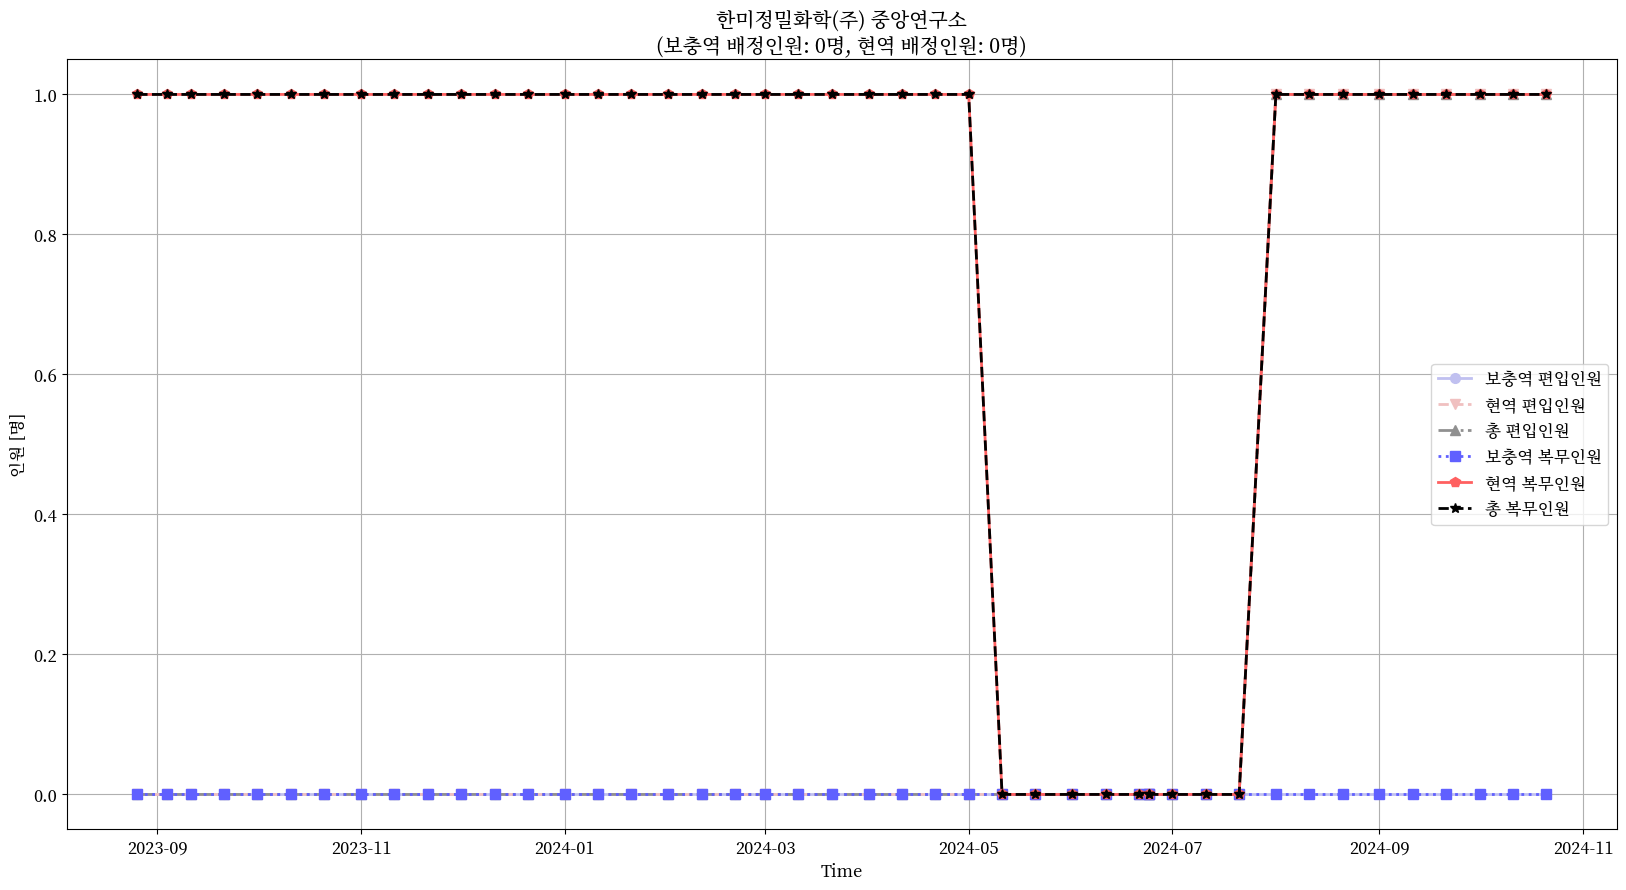 한미정밀화학(주) 중앙연구소
(보충역 배정인원: 0명, 현역 배정인원: 0명)
인원 [명]
1.0
0.8
0.6
0.4
0.2
0.0
보충역 편입인원
현역 편입인원
총 편입인원
보충역 복무인원
현역 복무인원
총 복무인원
2023-09
2023-11
2024-01
2024-03
2024-05
2024-07
2024-09
2024-11
Time